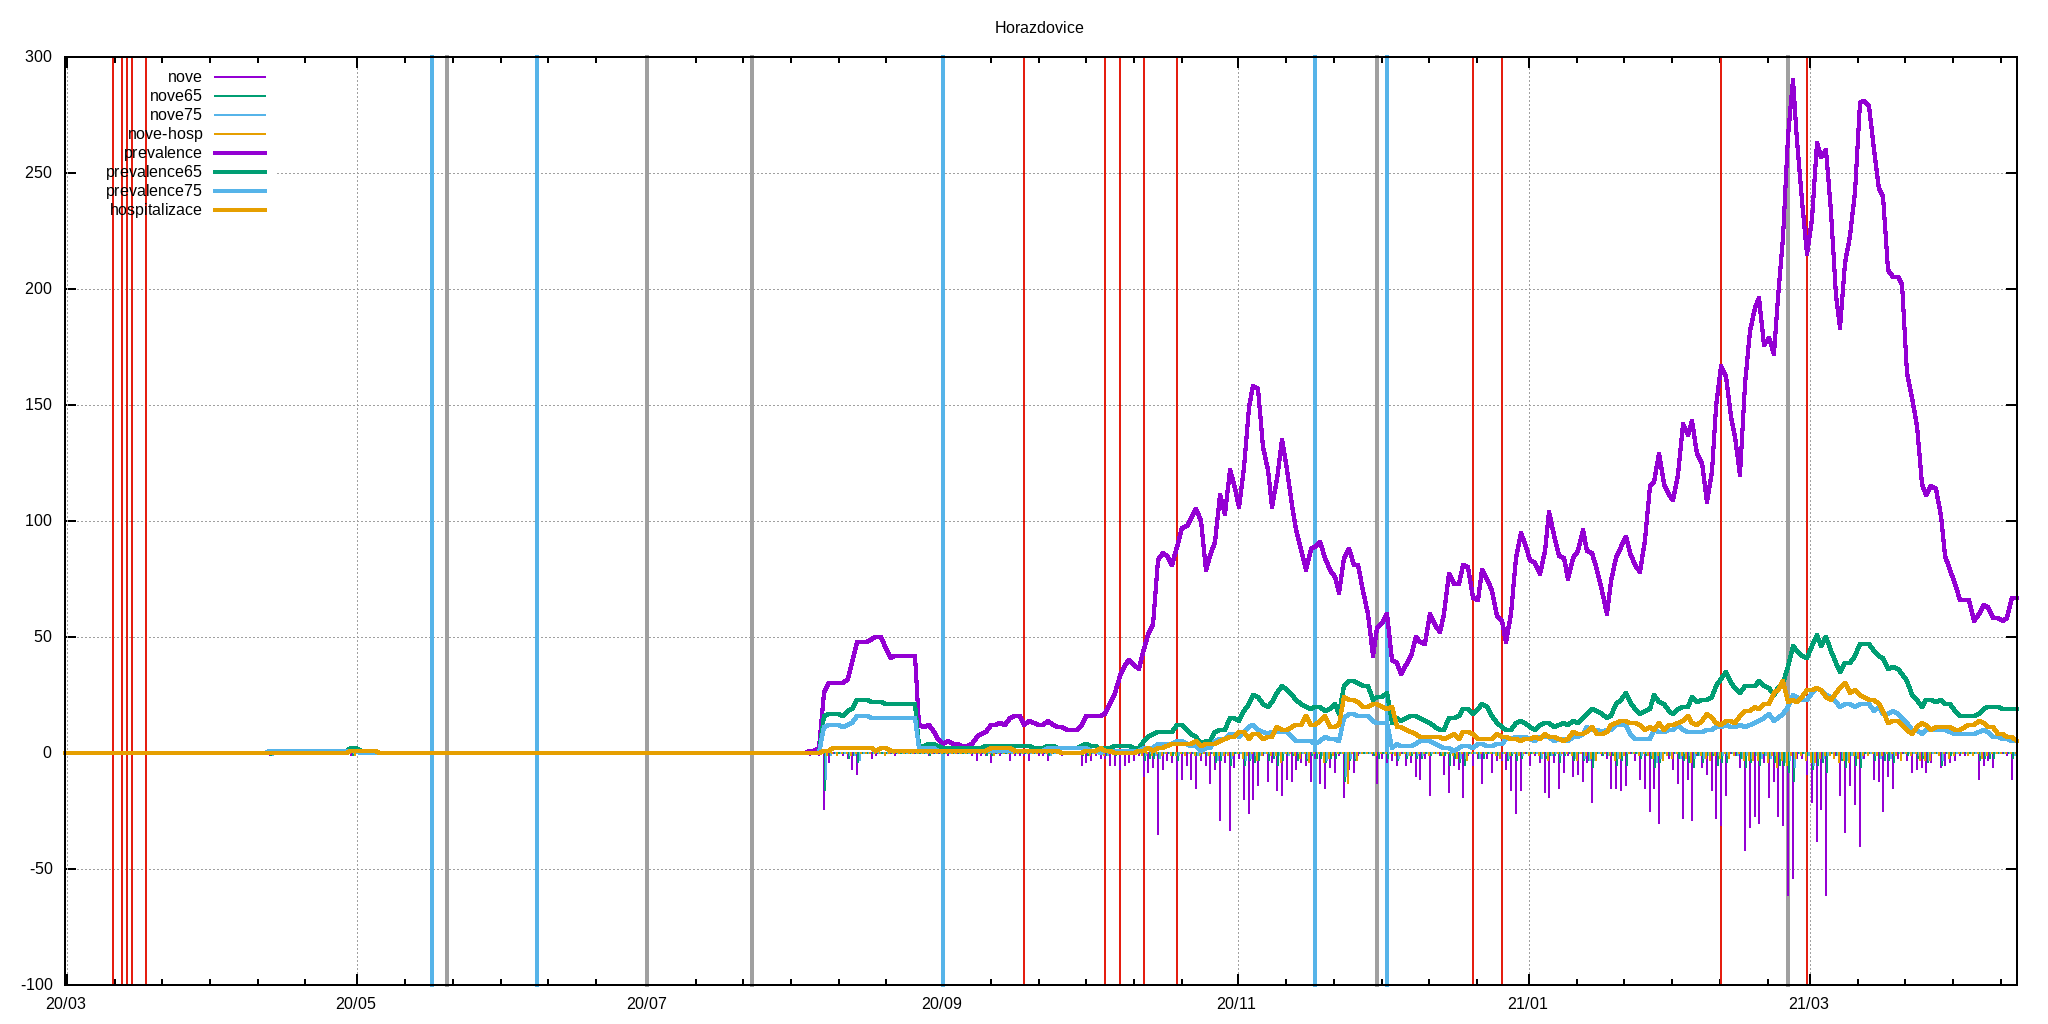 Horazdovice
300
250
200
150
100
50
0
-50
-100
nove
nove65
nove75
nove-hosp
prevalence
prevalence65
prevalence75
hospitalizace
20/03 20/05 20/07 20/09 20/11 21/01 21/03